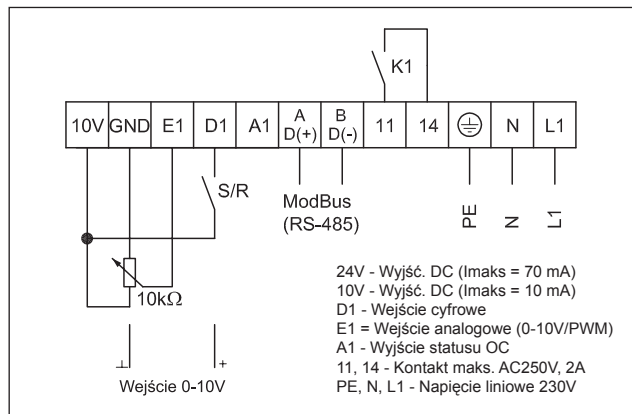 K1
10V GND E1 D1 A1 A D(+) B D(-) 11 14 N L1
S/R
ModBus
(RS-485)
PE N L1
10kΩ
24V - Wyjść. DC (Imaks = 70 mA)
10V - Wyjść. DC (Imaks = 10 mA)
D1 - Wejście cyfrowe
E1 = Wejście analogowe (0-10V/PWM)
A1 - Wyjście statusu OC
11, 14 - Kontakt maks. AC250V, 2A
PE, N, L1 - Napięcie liniowe 230V
⊥ +
Wejście 0-10V